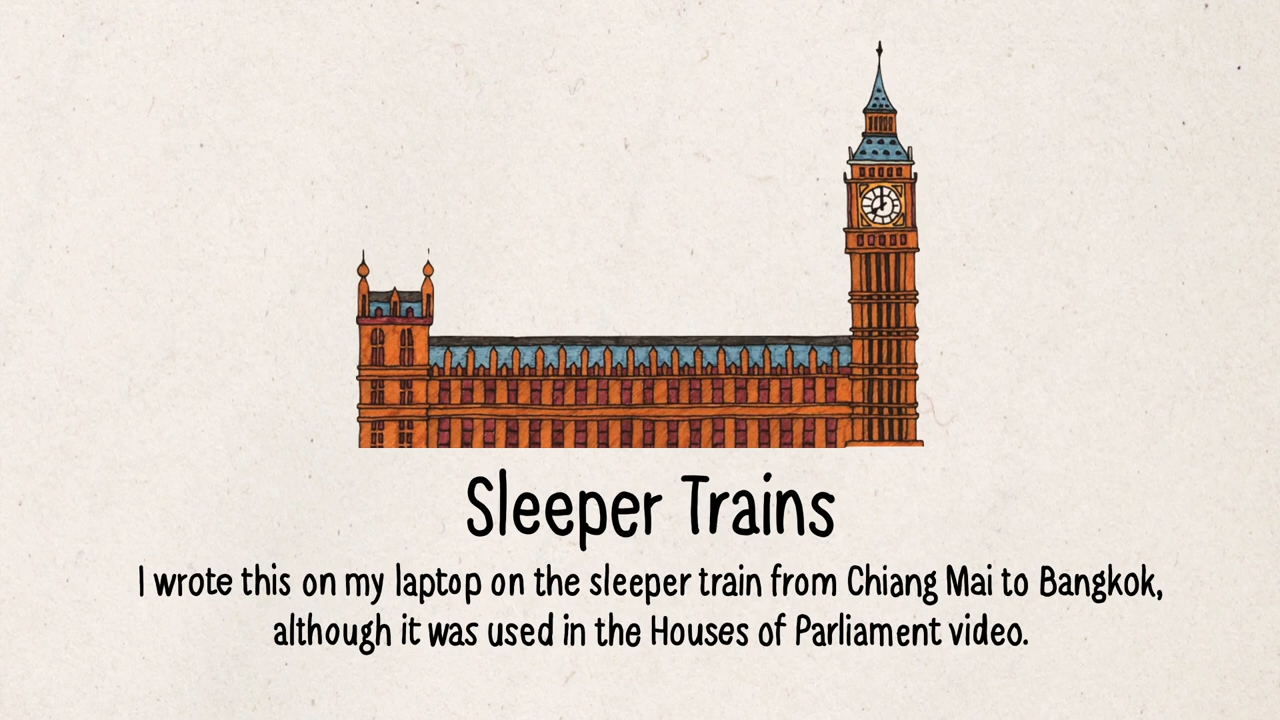 Sleeper Trains
I wrote this on my laptop on the sleeper train from Chiang Mai to Bangkok,
although it was used in the Houses of Parliament video.